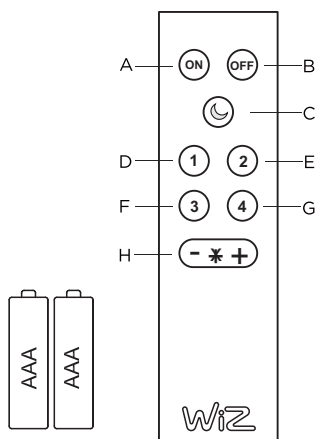 A ON OFF B
C
D 1 2 E
F 3 4 G
H - + 
AAA AAA
WiZ